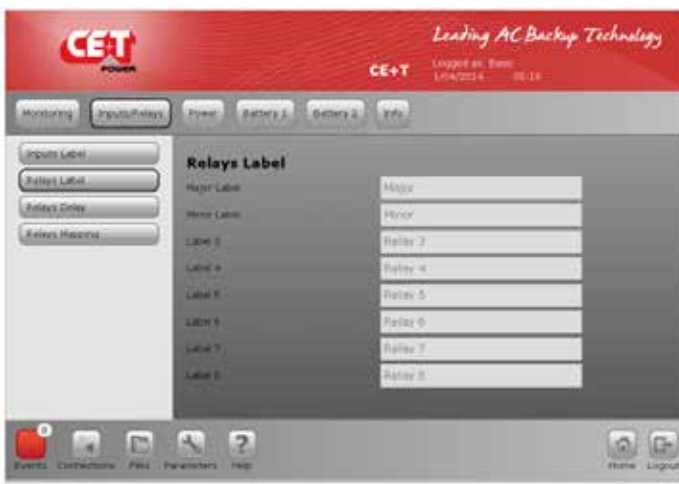 CE+T
POWER
Leading AC Backup Technology
CE+T
Logged as: Basic
1/04/2014 05:16
Monitoring
Inputs/Relays
Power
Battery 1
Battery 2
Info
Inputs Label
Relays Label
Relays Delay
Relays Mapping
Relays Label
Major Label Major
Minor Label Minor
Label 3 Relay 3
Label 4 Relay 4
Label 5 Relay 5
Label 6 Relay 6
Label 7 Relay 7
Label 8 Relay 8
Events
Connections
Files
Parameters
Help
Home
Logout